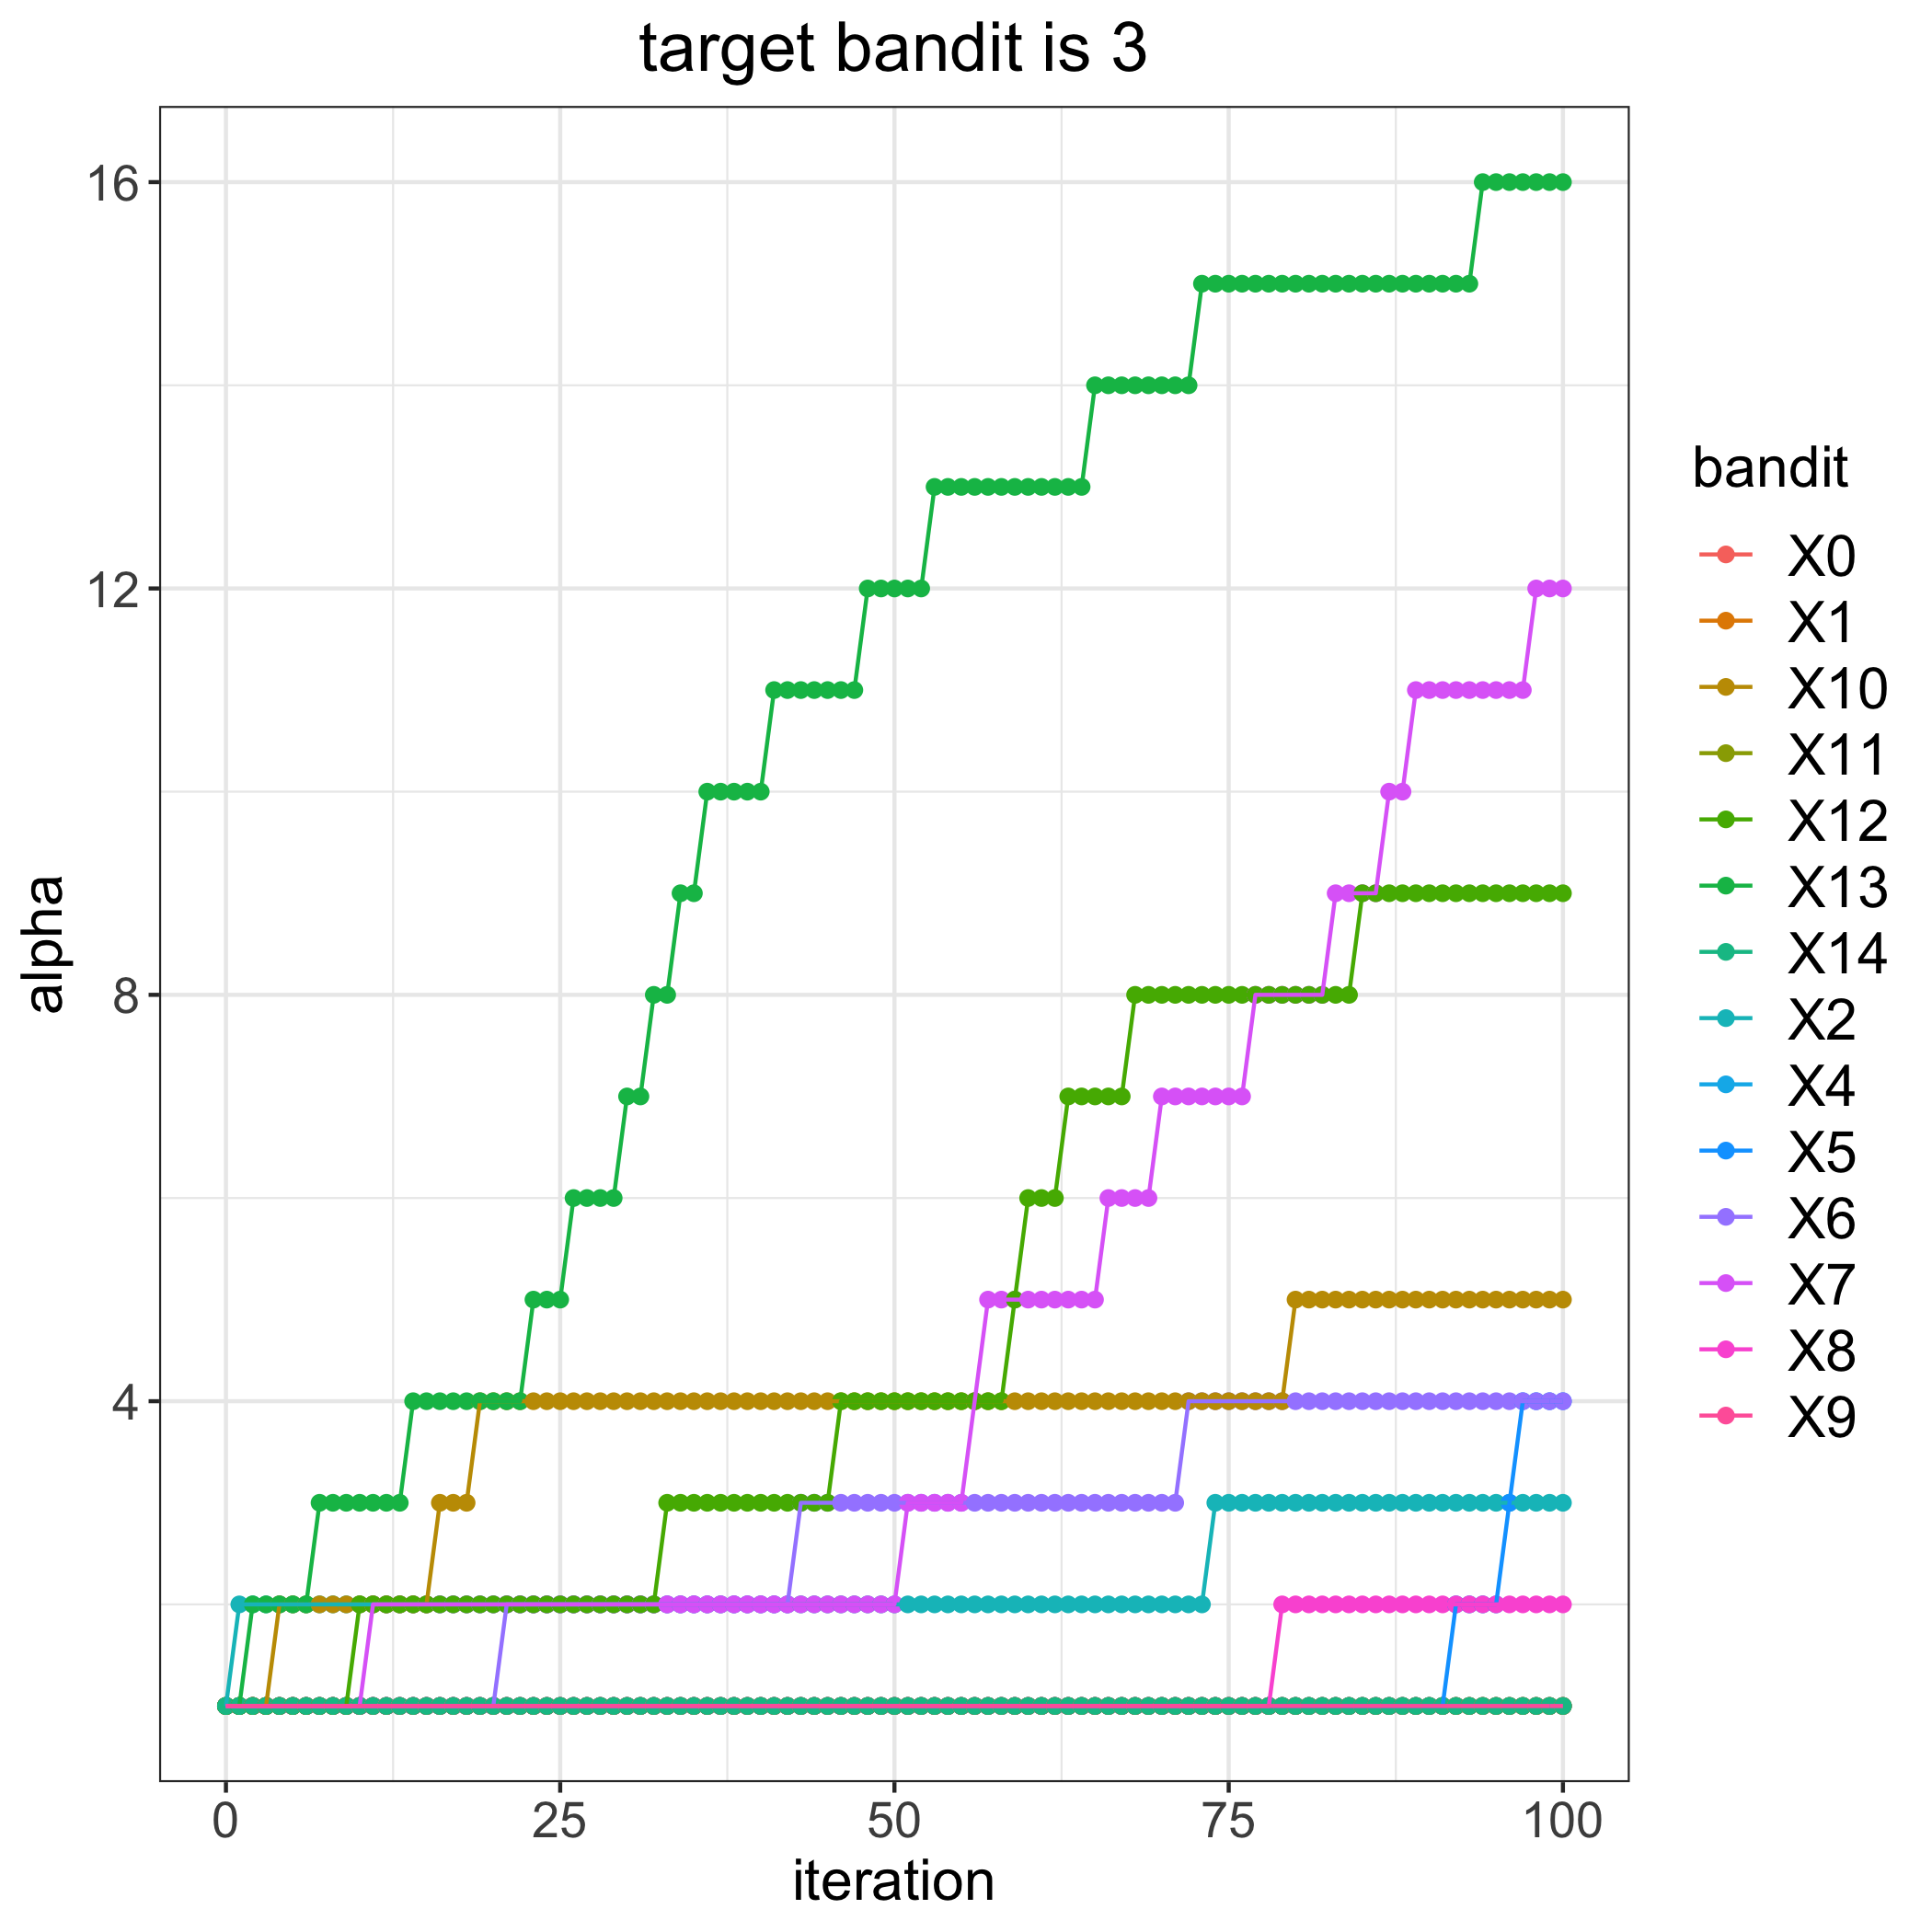 target bandit is 3
16
12
8
4
alpha
0 25 50 75 100
iteration
bandit
X0
X1
X10
X11
X12
X13
X14
X2
X4
X5
X6
X7
X8
X9